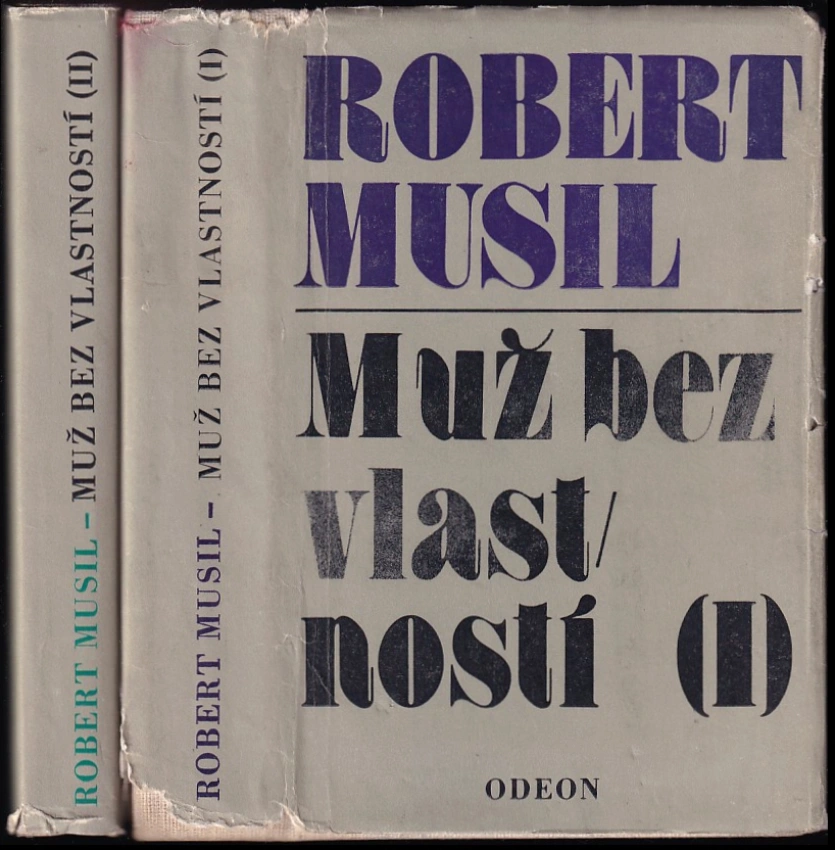 ROBERT MUSIL – MUŽ BEZ VLASTNOSTÍ (II)
ROBERT MUSIL – MUŽ BEZ VLASTNOSTÍ (I)
ROBERT
MUSIL
Muž bez
vlast/
ností (I)
ODEON